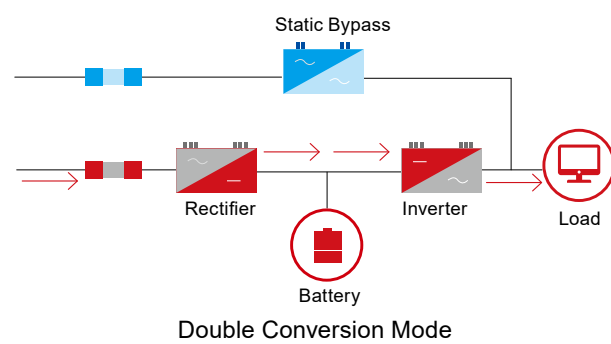 Static Bypass
Rectifier
Inverter
Load
Battery
Double Conversion Mode